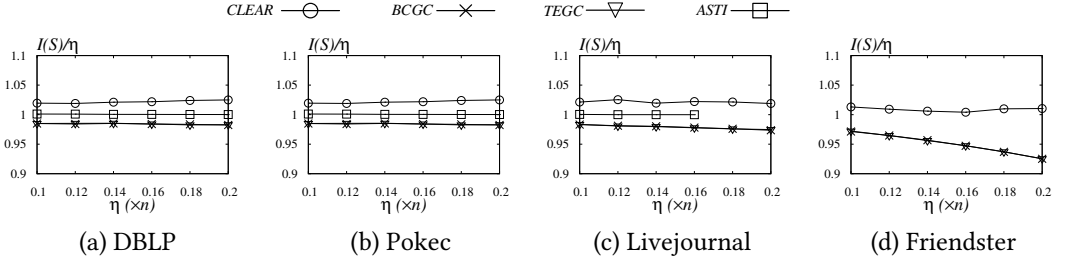 CLEAR BCGC TEGC ASTI
I(S)/η I(S)/η I(S)/η I(S)/η
1.1 1.1 1.1 1.1
1.05 1.05 1.05 1.05
1 1 1 1
0.95 0.95 0.95 0.95
0.9 0.9 0.9 0.9
0.1 0.12 0.14 0.16 0.18 0.2 0.1 0.12 0.14 0.16 0.18 0.2 0.1 0.12 0.14 0.16 0.18 0.2 0.1 0.12 0.14 0.16 0.18 0.2
η (×n) η (×n) η (×n) η (×n)
(a) DBLP (b) Pokec (c) Livejournal (d) Friendster